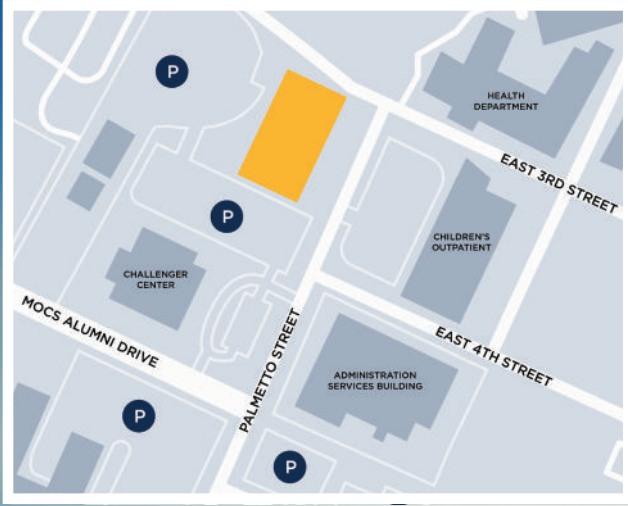 P
HEALTH
DEPARTMENT
EAST 3RD STREET
P
CHILDREN'S
OUTPATIENT
CHALLENGER
CENTER
MOCS ALUMNI DRIVE
PALMETTO STREET
EAST 4TH STREET
ADMINISTRATION
SERVICES BUILDING
P
P